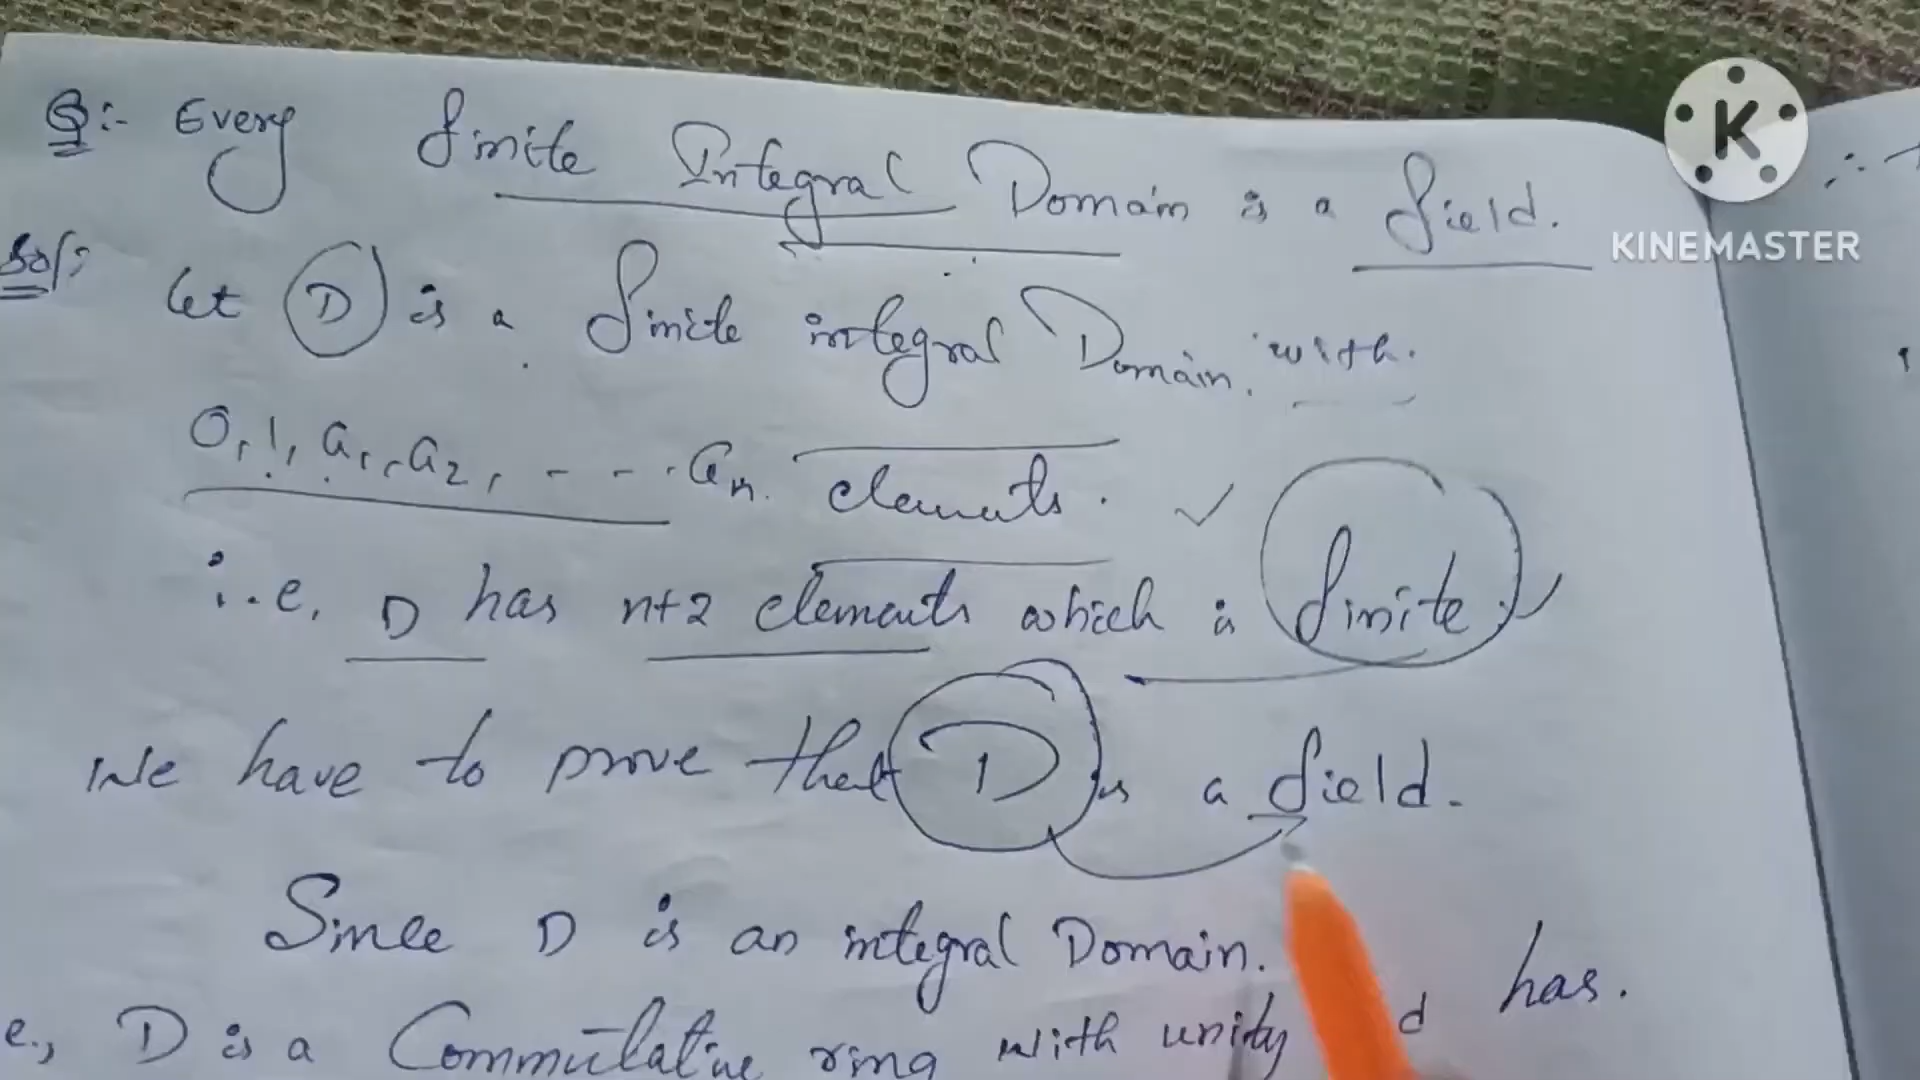 Q:- Every finite Integral Domain is a field.
K
KINEMASTER
Sol:
Let D is a finite integral Domain. with.
0, 1, a1, a2, - - - . an. elements.
i.e. D has n+2 elements which is finite.
We have to prove that D is a field.
Since D is an integral Domain.
e., D is a Commutative ring with unity d has.